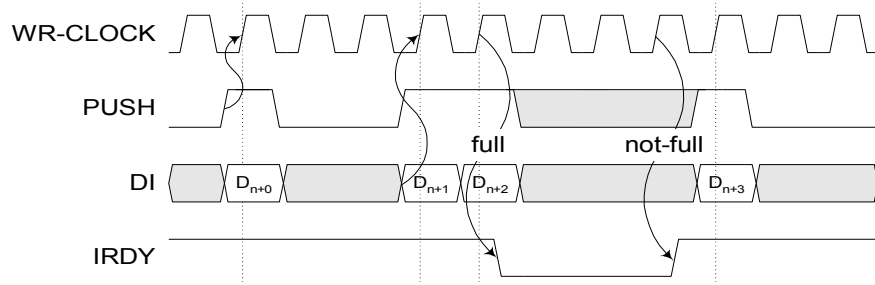 WR-CLOCK
PUSH
full
not-full
DI
Dn+0
Dn+1
Dn+2
Dn+3
IRDY